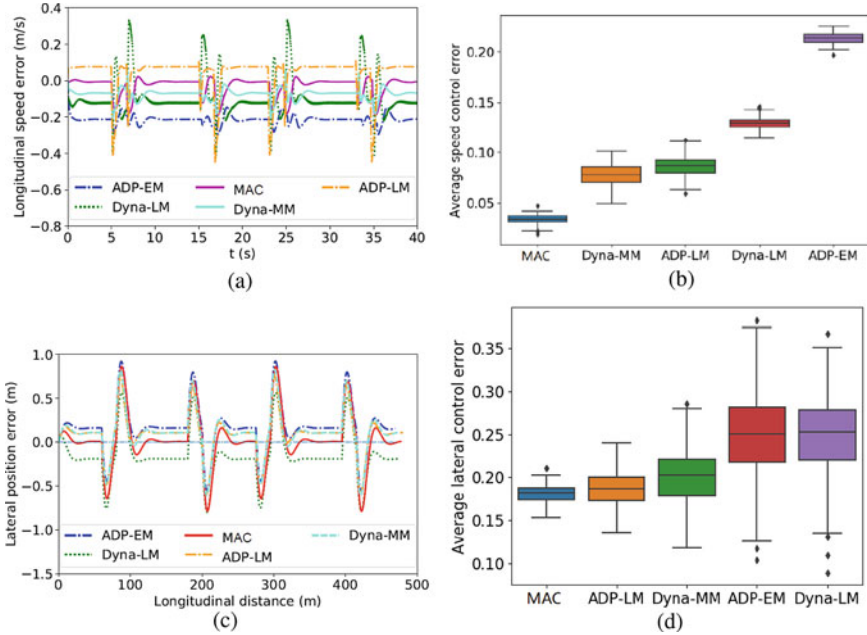 Longitudinal speed error (m/s)
0.4
0.2
0.0
−0.2
−0.4
−0.6
−0.8
ADP-EM
MAC
ADP-LM
Dyna-LM
Dyna-MM
0 5 10 15 20 25 30 35 40
t (s)
(a)
Average speed control error
0.20
0.15
0.10
0.05
MAC Dyna-MM ADP-LM Dyna-LM ADP-EM
(b)
Lateral position error (m)
1.0
0.5
0.0
−0.5
−1.0
−1.5
ADP-EM
MAC
Dyna-MM
Dyna-LM
ADP-LM
0 100 200 300 400 500
Longitudinal distance (m)
(c)
Average lateral control error
0.35
0.30
0.25
0.20
0.15
0.10
MAC ADP-LM Dyna-MM ADP-EM Dyna-LM
(d)